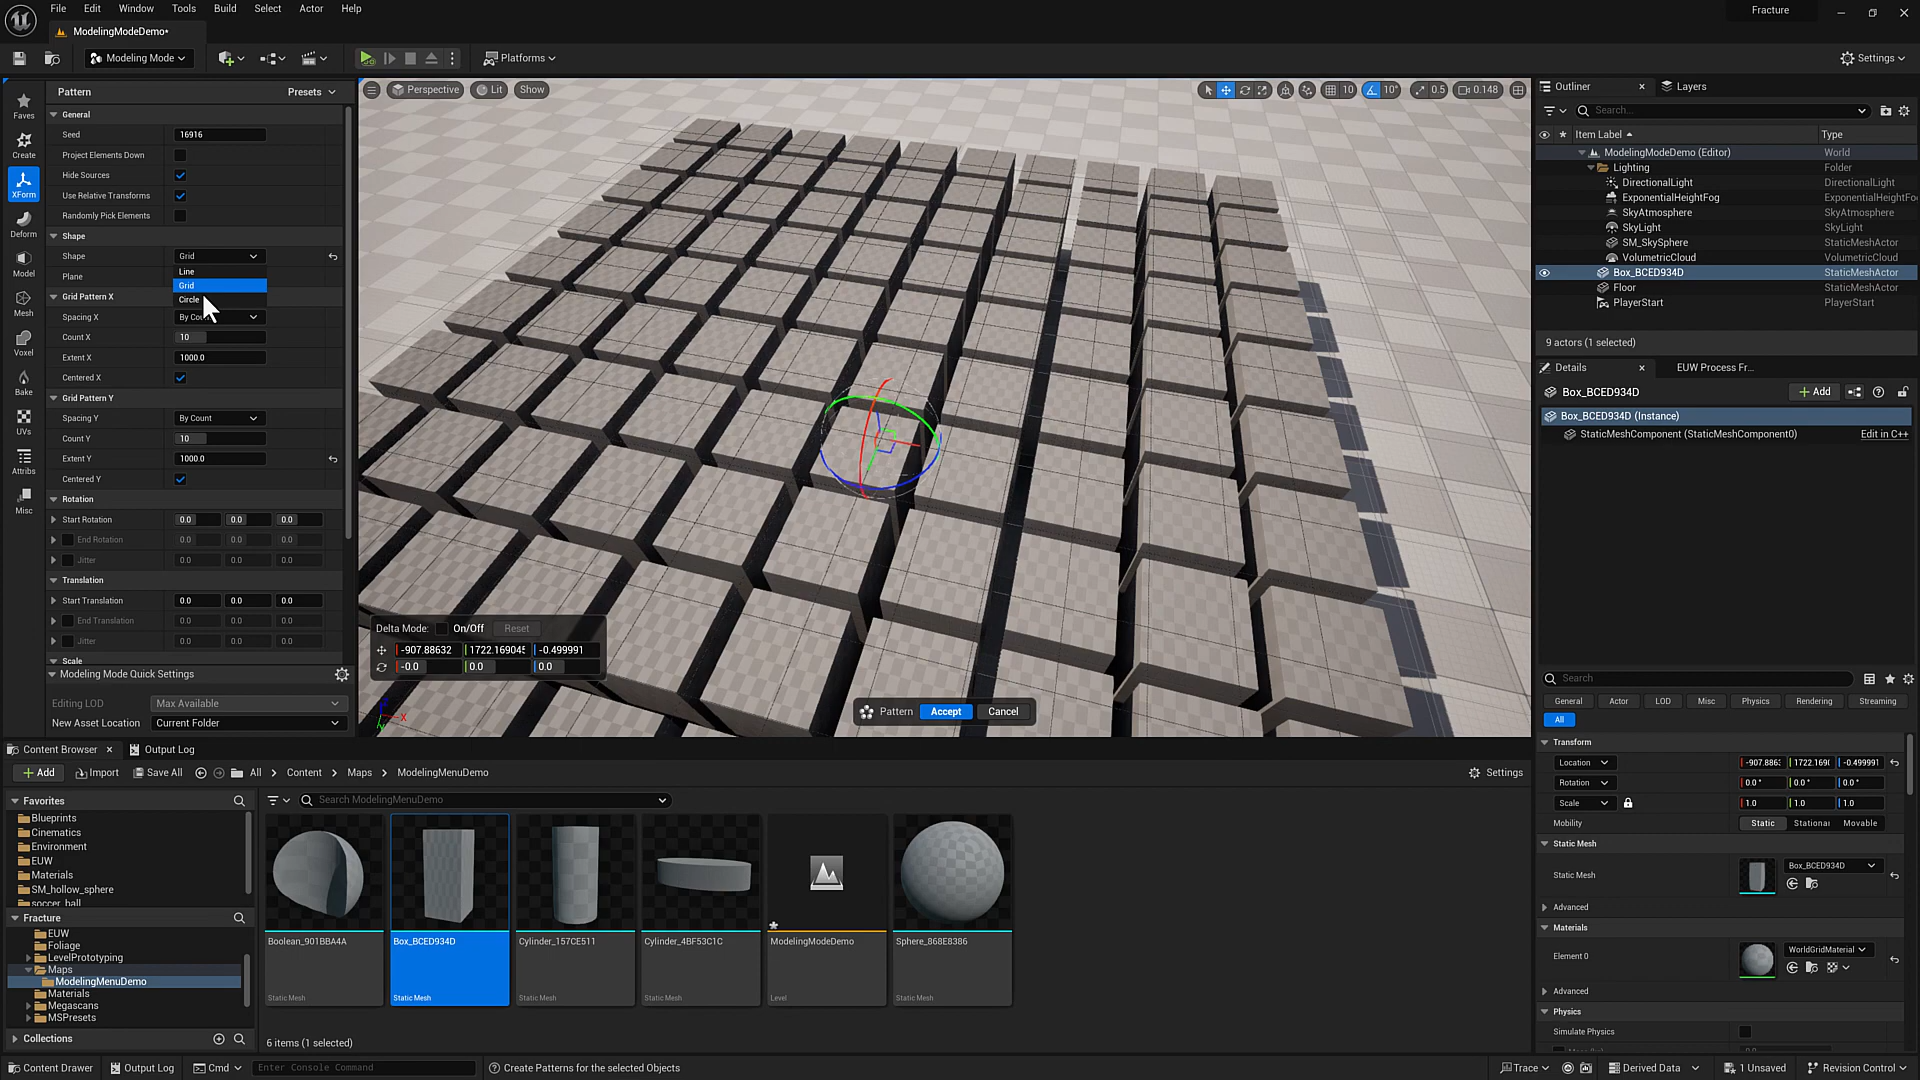 File Edit Window Tools Build Select Actor Help
Fracture
ModelingModeDemo*
Modeling Mode
Platforms
Settings
Pattern Presets
General
Seed 16916
Project Elements Down
Hide Sources
Use Relative Transforms
Randomly Pick Elements
Shape
Shape Grid
Line
Plane
Grid
Grid Pattern X
Circle
Spacing X
Count X 10
Extent X 1000.0
Centered X
Grid Pattern Y
Spacing Y By Count
Count Y 10
Extent Y 1000.0
Centered Y
Rotation
Start Rotation 0.0 0.0 0.0
End Rotation 0.0 0.0 0.0
Jitter 0.0 0.0 0.0
Translation
Start Translation 0.0 0.0 0.0
End Translation 0.0 0.0 0.0
Jitter 0.0 0.0 0.0
Scale
Modeling Mode Quick Settings
Editing LOD Max Available
New Asset Location Current Folder
Faves
Create
XForm
Deform
Model
Mesh
Voxel
Bake
UVs
Attribs
Misc
Perspective Lit Show
10 10° 0.5 0.148
Delta Mode: On/Off Reset
-907.88632 1722.169045 -0.499991
-0.0 0.0 0.0
X
Pattern Accept Cancel
Outliner Layers
Search...
Item Label Type
ModelingModeDemo (Editor) World
Lighting Folder
DirectionalLight DirectionalLight
ExponentialHeightFog ExponentialHeightFo
SkyAtmosphere SkyAtmosphere
SkyLight SkyLight
SM_SkySphere StaticMeshActor
VolumetricCloud VolumetricCloud
Box_BCED934D StaticMeshActor
Floor StaticMeshActor
PlayerStart PlayerStart
9 actors (1 selected)
Details EUW Process Fr...
Box_BCED934D Add
Box_BCED934D (Instance)
StaticMeshComponent (StaticMeshComponent0) Edit in C++
Search
General Actor LOD Misc Physics Rendering Streaming
All
Transform
Location 1722.169( -0.499991
Rotation 0.0° 0.0° 0.0°
Scale 1.0 1.0 1.0
Mobility Static Stationar Movable
Static Mesh
Static Mesh Box_BCED934D
Advanced
Materials
Element 0 WorldGridMaterial
Advanced
Physics
Simulate Physics
Content Browser Output Log
Add Import Save All All Content Maps ModelingMenuDemo Settings
Favorites
Blueprints
Cinematics
Environment
EUW
Materials
SM_hollow_sphere
soccer_ball
Fracture
EUW
Foliage
LevelPrototyping
Maps
ModelingMenuDemo
Materials
Megascans
MSPresets
Collections
Search ModelingMenuDemo
Boolean_901BBA4A Box_BCED934D Cylinder_157CE511 Cylinder_4BF53C1C ModelingModeDemo Sphere_868E8386
Static Mesh Static Mesh Static Mesh Static Mesh Level Static Mesh
6 items (1 selected)
Content Drawer Output Log Cmd Enter Console Command Create Patterns for the selected Objects Trace Derived Data 1 Unsaved Revision Control